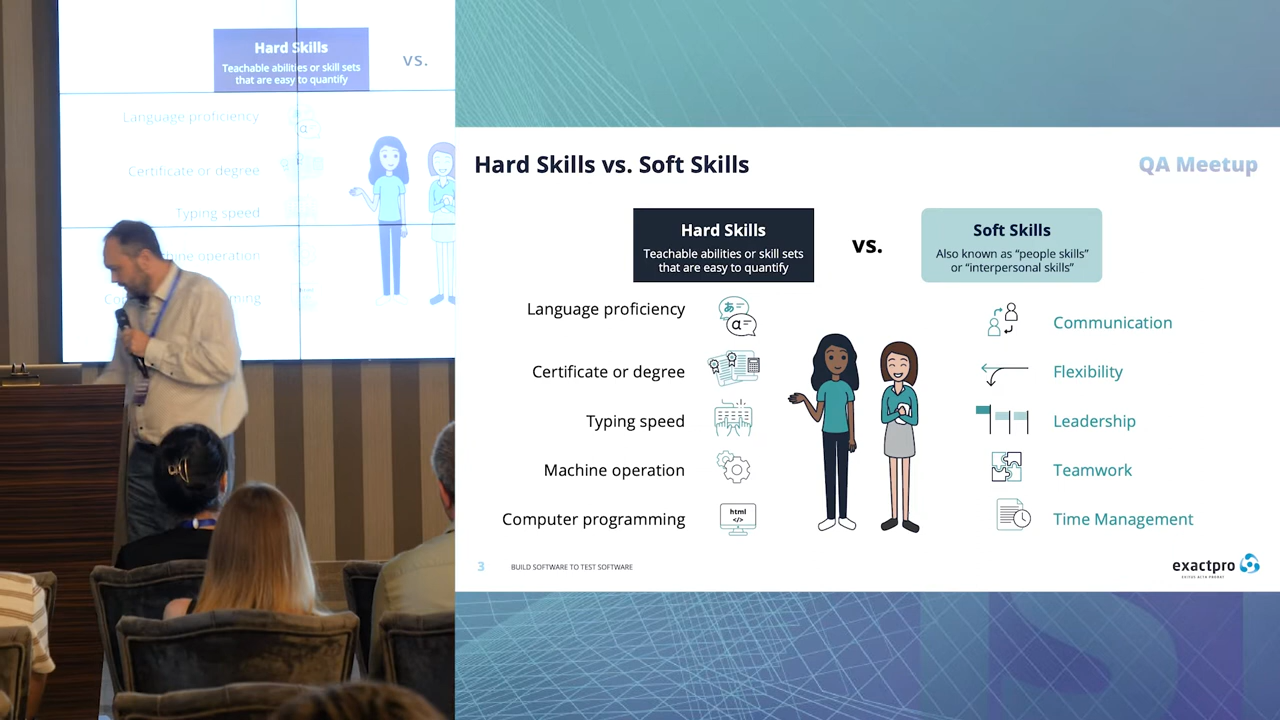 Hard Skills
Teachable abilities or skill sets
that are easy to quantify
vs.
Language proficiency
α
Certificate or degree
Typing speed
Hard Skills vs. Soft Skills
QA Meetup
Hard Skills
Teachable abilities or skill sets
that are easy to quantify
vs.
Soft Skills
Also known as “people skills”
or “interpersonal skills”
Language proficiency
あ
α
Communication
Certificate or degree
Flexibility
Typing speed
Leadership
Machine operation
Teamwork
Computer programming
html
</>
Time Management
3
BUILD SOFTWARE TO TEST SOFTWARE
exactpro